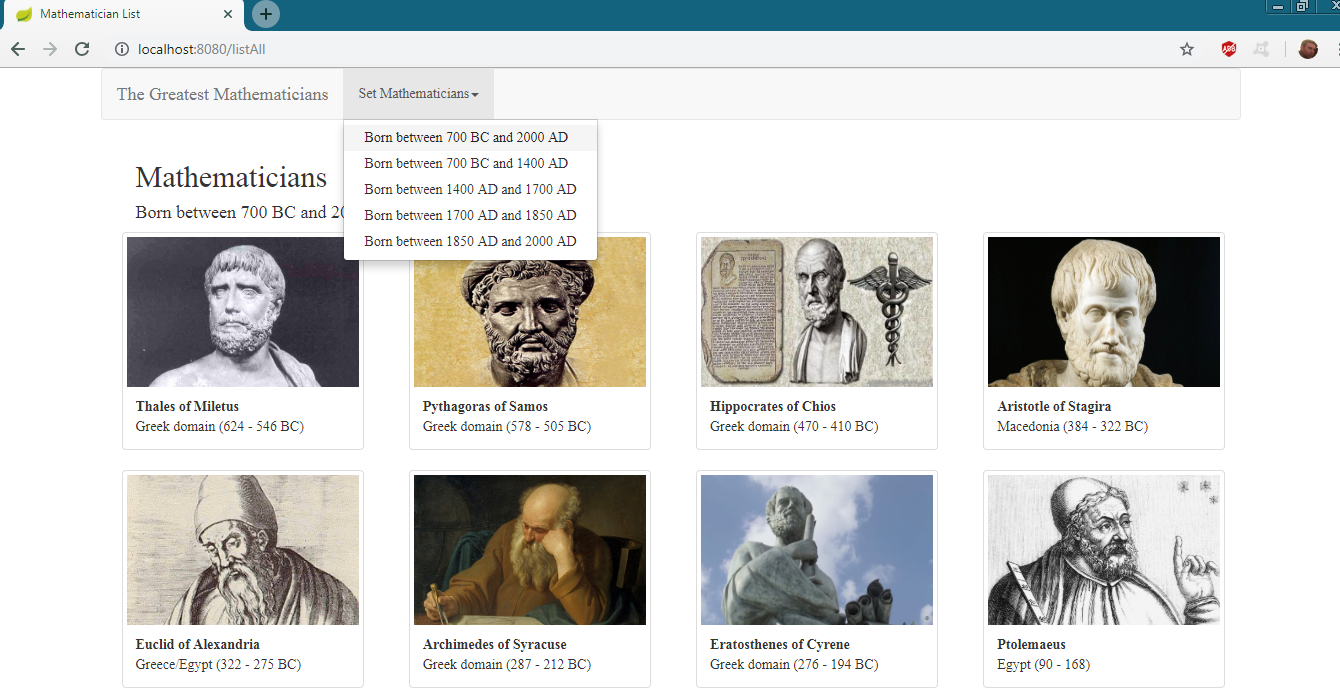 Mathematician List
localhost:8080/listAll
The Greatest Mathematicians
Set Mathematicians
Born between 700 BC and 2000 AD
Born between 700 BC and 1400 AD
Born between 1400 AD and 1700 AD
Born between 1700 AD and 1850 AD
Born between 1850 AD and 2000 AD
Mathematicians
Born between 700 BC and 20
Thales of Miletus
Greek domain (624 - 546 BC)
Pythagoras of Samos
Greek domain (578 - 505 BC)
Hippocrates of Chios
Greek domain (470 - 410 BC)
Aristotle of Stagira
Macedonia (384 - 322 BC)
Euclid of Alexandria
Greece/Egypt (322 - 275 BC)
Archimedes of Syracuse
Greek domain (287 - 212 BC)
Eratosthenes of Cyrene
Greek domain (276 - 194 BC)
Ptolemaeus
Egypt (90 - 168)